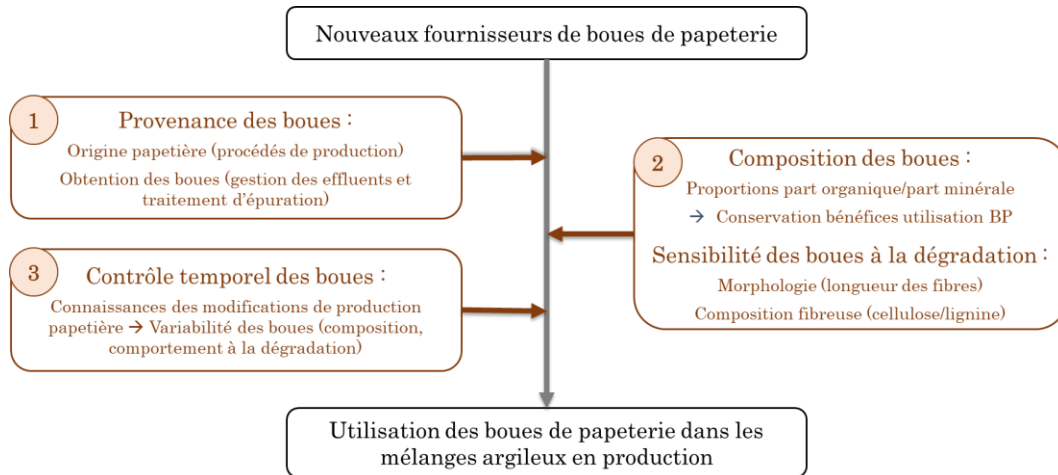 Nouveaux fournisseurs de boues de papeterie
1
Provenance des boues :
Origine papetière (procédés de production)
Obtention des boues (gestion des effluents et
traitement d'épuration)
2
Composition des boues :
Proportions part organique/part minérale
→ Conservation bénéfices utilisation BP
Sensibilité des boues à la dégradation :
Morphologie (longueur des fibres)
Composition fibreuse (cellulose/lignine)
3
Contrôle temporel des boues :
Connaissances des modifications de production
papetière → Variabilité des boues (composition,
comportement à la dégradation)
Utilisation des boues de papeterie dans les
mélanges argileux en production